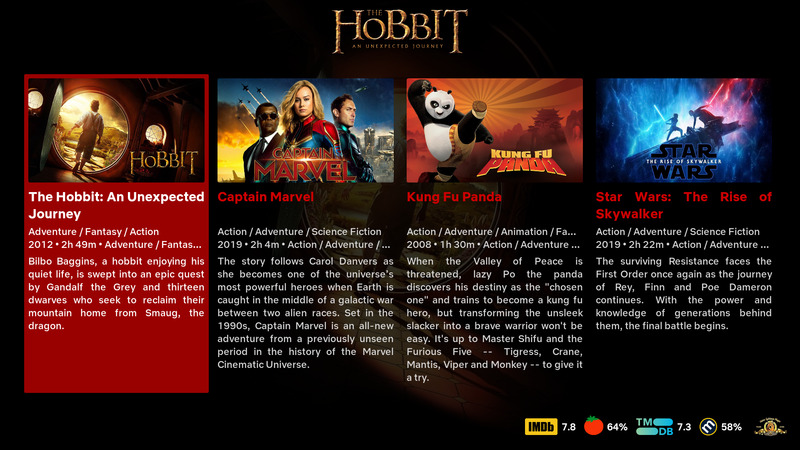 THE
HOBBIT
AN UNEXPECTED JOURNEY
THE
HOBBIT
The Hobbit: An Unexpected
Journey
Adventure / Fantasy / Action
2012 • 2h 49m • Adventure / Fantas...
Bilbo Baggins, a hobbit enjoying his
quiet life, is swept into an epic quest
by Gandalf the Grey and thirteen
dwarves who seek to reclaim their
mountain home from Smaug, the
dragon.
CAPTAIN
MARVEL
Captain Marvel
Action / Adventure / Science Fiction
2019 • 2h 4m • Action / Adventure / ...
The story follows Carol Danvers as
she becomes one of the universe's
most powerful heroes when Earth is
caught in the middle of a galactic war
between two alien races. Set in the
1990s, Captain Marvel is an all-new
adventure from a previously unseen
period in the history of the Marvel
Cinematic Universe.
KUNG FU
PANDA
Kung Fu Panda
Action / Adventure / Animation / Fa...
2008 • 1h 30m • Action / Adventure ...
When the Valley of Peace is
threatened, lazy Po the panda
discovers his destiny as the "chosen
one" and trains to become a kung fu
hero, but transforming the unsleek
slacker into a brave warrior won't be
easy. It's up to Master Shifu and the
Furious Five -- Tigress, Crane,
Mantis, Viper and Monkey -- to give it
a try.
STAR
THE RISE OF SKYWALKER
WARS
Star Wars: The Rise of
Skywalker
Action / Adventure / Science Fiction
2019 • 2h 22m • Action / Adventure ...
The surviving Resistance faces the
First Order once again as the journey
of Rey, Finn and Poe Dameron
continues. With the power and
knowledge of generations behind
them, the final battle begins.
IMDb 7.8 64% TMDB 7.3 58%